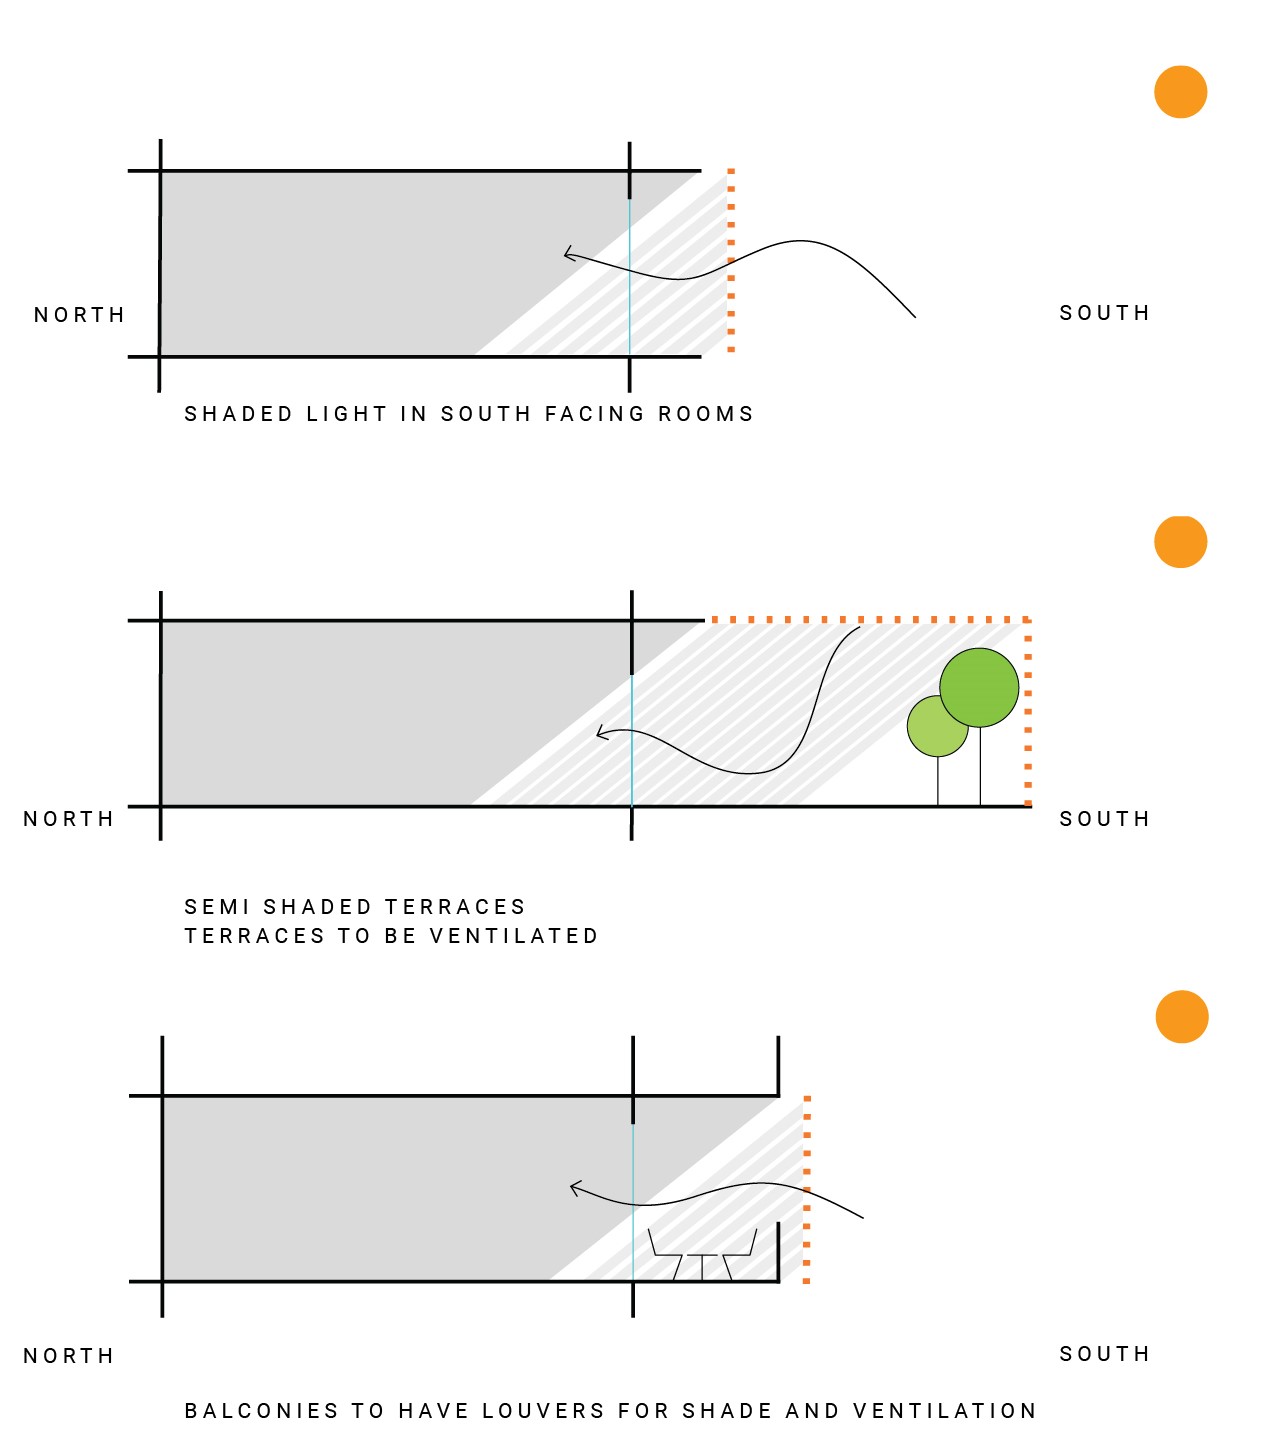 NORTH
SOUTH
SHADED LIGHT IN SOUTH FACING ROOMS
NORTH
SOUTH
SEMI SHADED TERRACES
TERRACES TO BE VENTILATED
NORTH
SOUTH
BALCONIES TO HAVE LOUVERS FOR SHADE AND VENTILATION